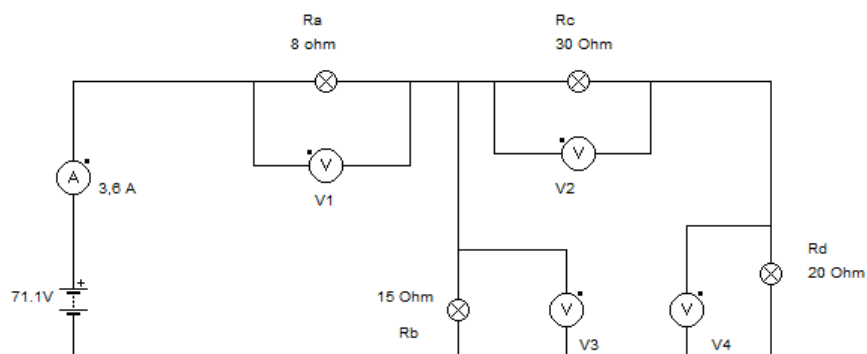 Ra
8 ohm
Rc
30 Ohm
V
V1
V
V2
A
3,6 A
71.1V
+
15 Ohm
Rb
V
V3
V
V4
Rd
20 Ohm